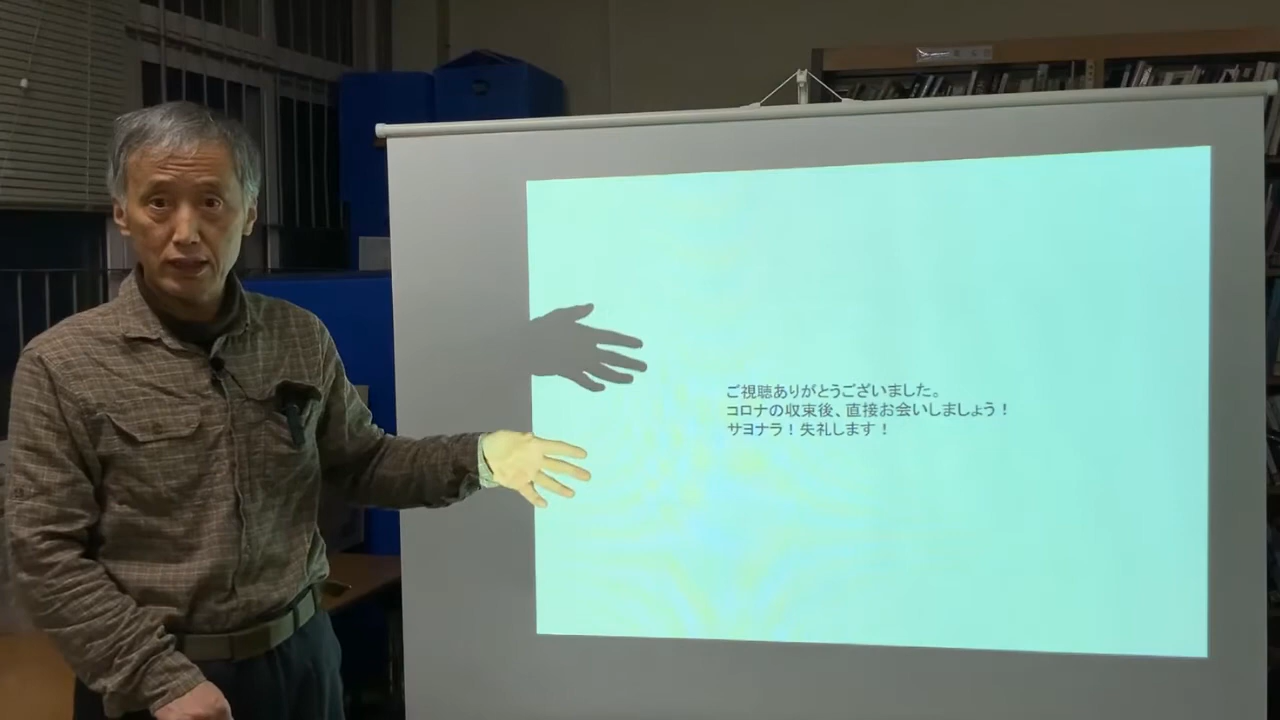 ご視聴ありがとうございました。
コロナの収束後、直接お会いしましょう！
サヨナラ！失礼します！